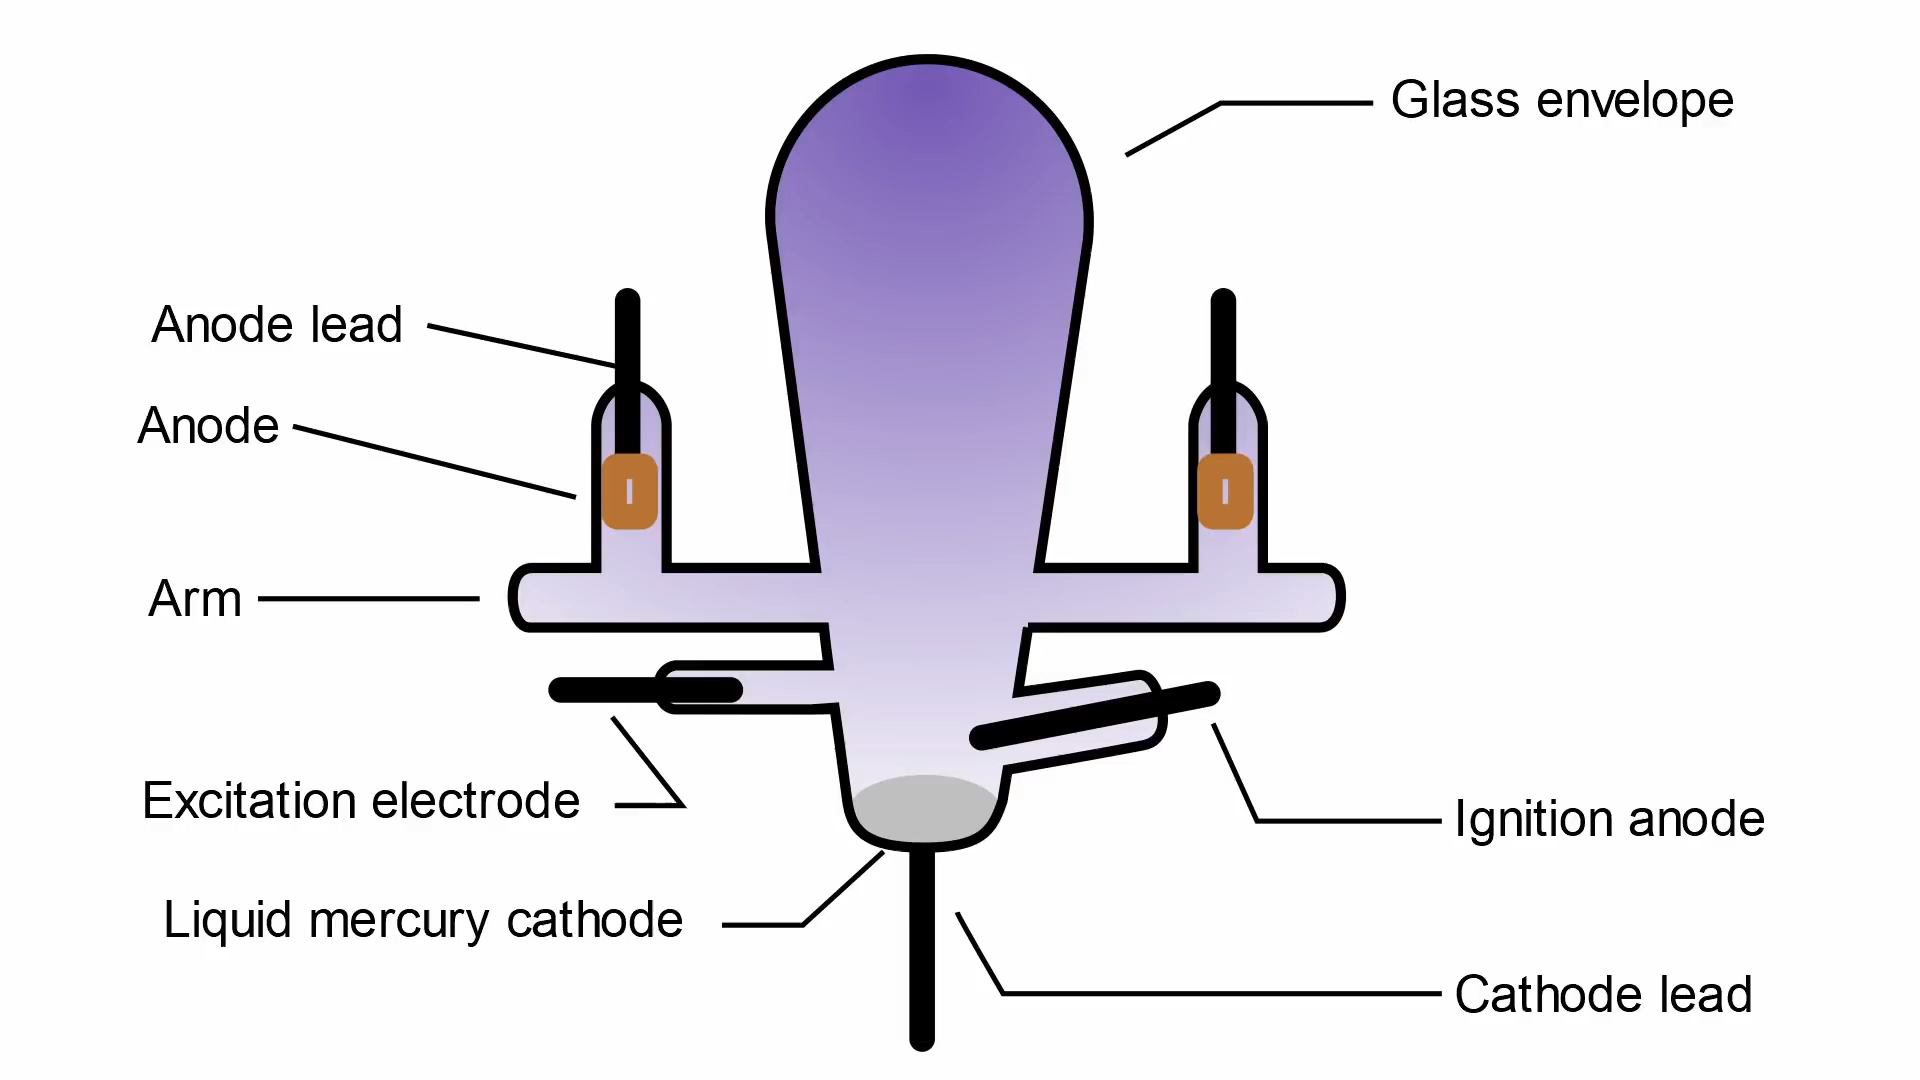 Glass envelope
Anode lead
Anode
Arm
Excitation electrode
Ignition anode
Liquid mercury cathode
Cathode lead